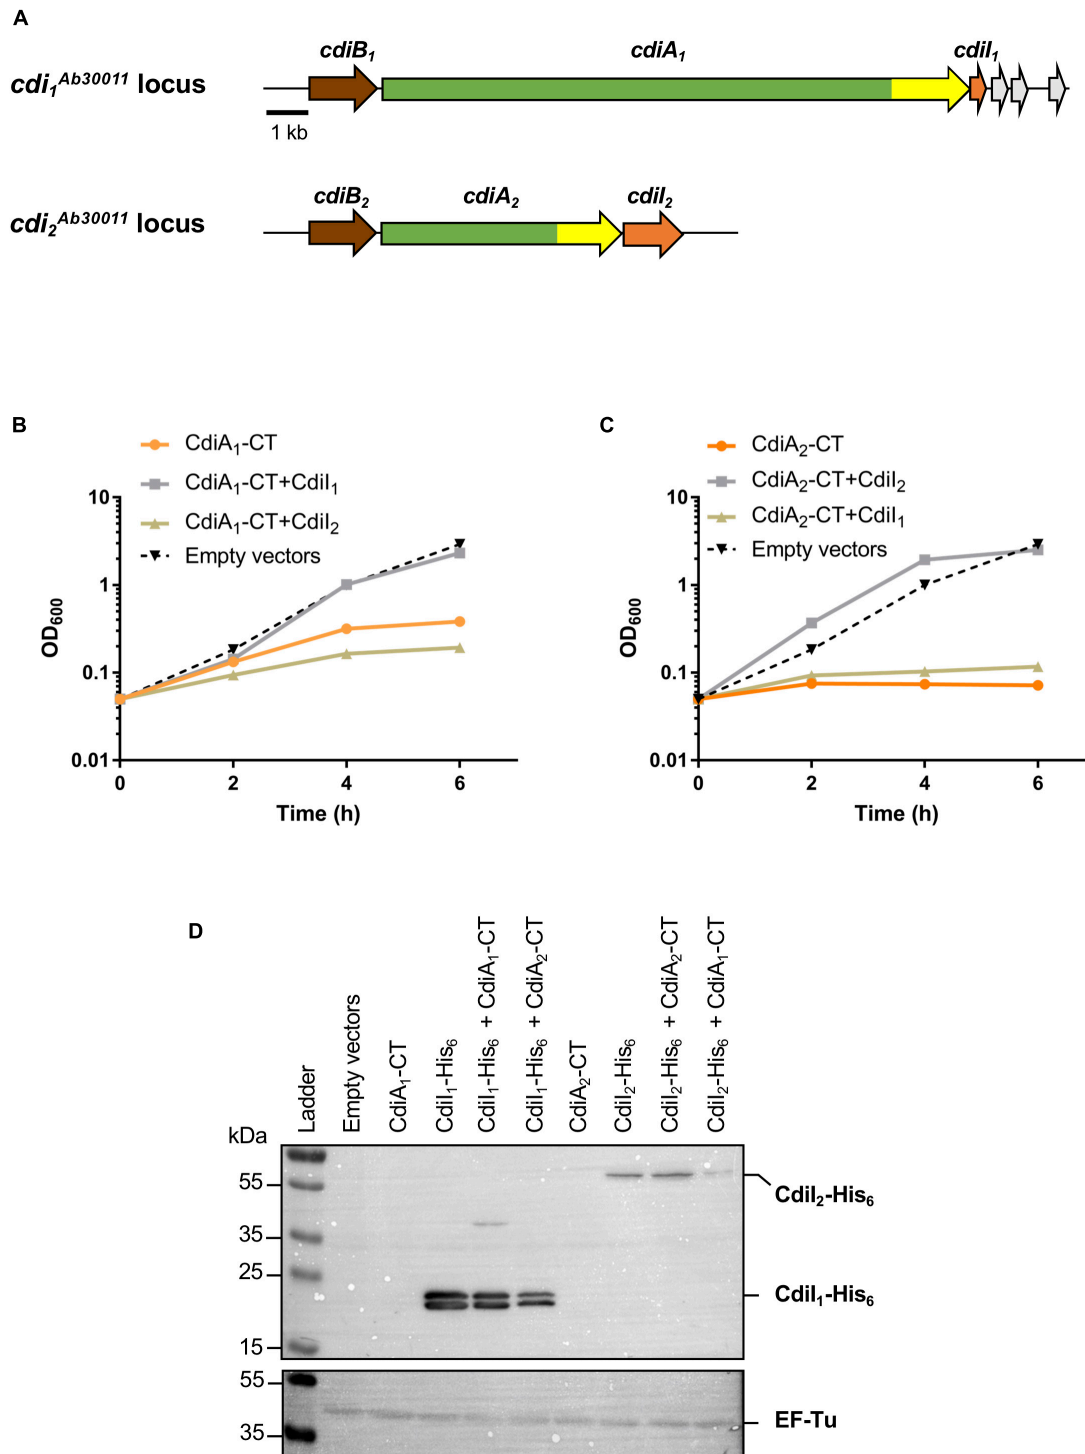 A
cdiB₁ cdiA₁ cdiI₁
cdi₁^Ab30011 locus
1 kb
cdiB₂ cdiA₂ cdiI₂
cdi₂^Ab30011 locus
B
CdiA₁-CT
CdiA₁-CT+CdiI₁
CdiA₁-CT+CdiI₂
Empty vectors
10
1
0.1
0.01
OD₆₀₀
0 2 4 6
Time (h)
C
CdiA₂-CT
CdiA₂-CT+CdiI₂
CdiA₂-CT+CdiI₁
Empty vectors
10
1
0.1
0.01
OD₆₀₀
0 2 4 6
Time (h)
D
Ladder
Empty vectors
CdiA₁-CT
CdiI₁-His₆
CdiI₁-His₆ + CdiA₁-CT
CdiI₁-His₆ + CdiA₂-CT
CdiA₂-CT
CdiI₂-His₆
CdiI₂-His₆ + CdiA₂-CT
CdiI₂-His₆ + CdiA₁-CT
kDa
55
35
25
15
CdiI₂-His₆
CdiI₁-His₆
55
35
EF-Tu